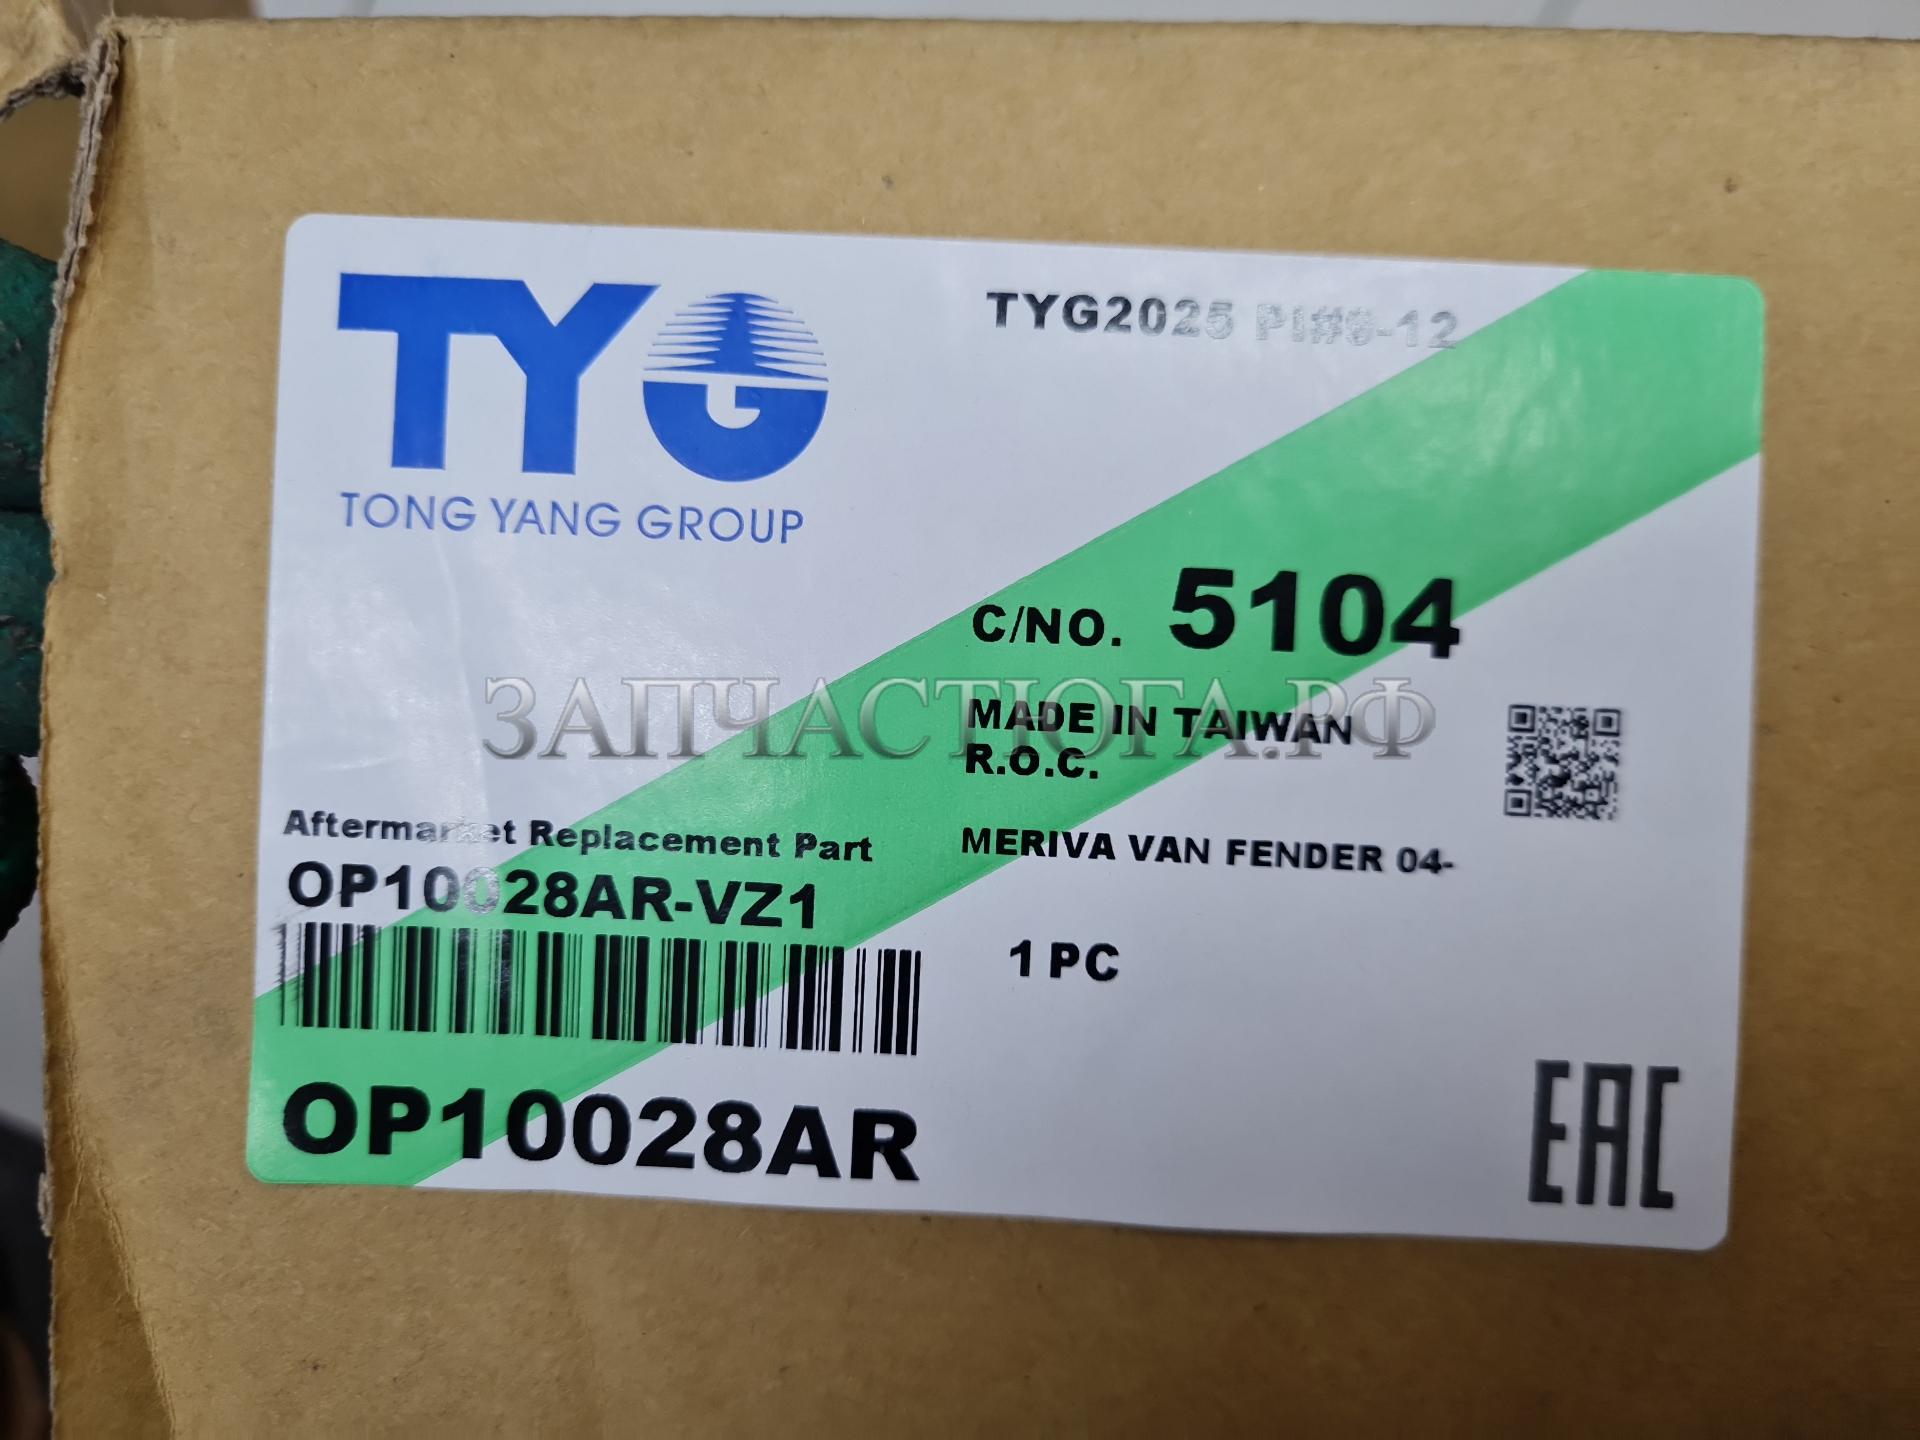 TYG
TONG YANG GROUP
TYG2025 PI#9-12
C/NO. 5104
ЗАПЧАСТЮГА.РФ
MADE IN TAIWAN
R.O.C.
Aftermarket Replacement Part
MERIVA VAN FENDER 04-
OP10028AR-VZ1
1 PC
OP10028AR
EAC